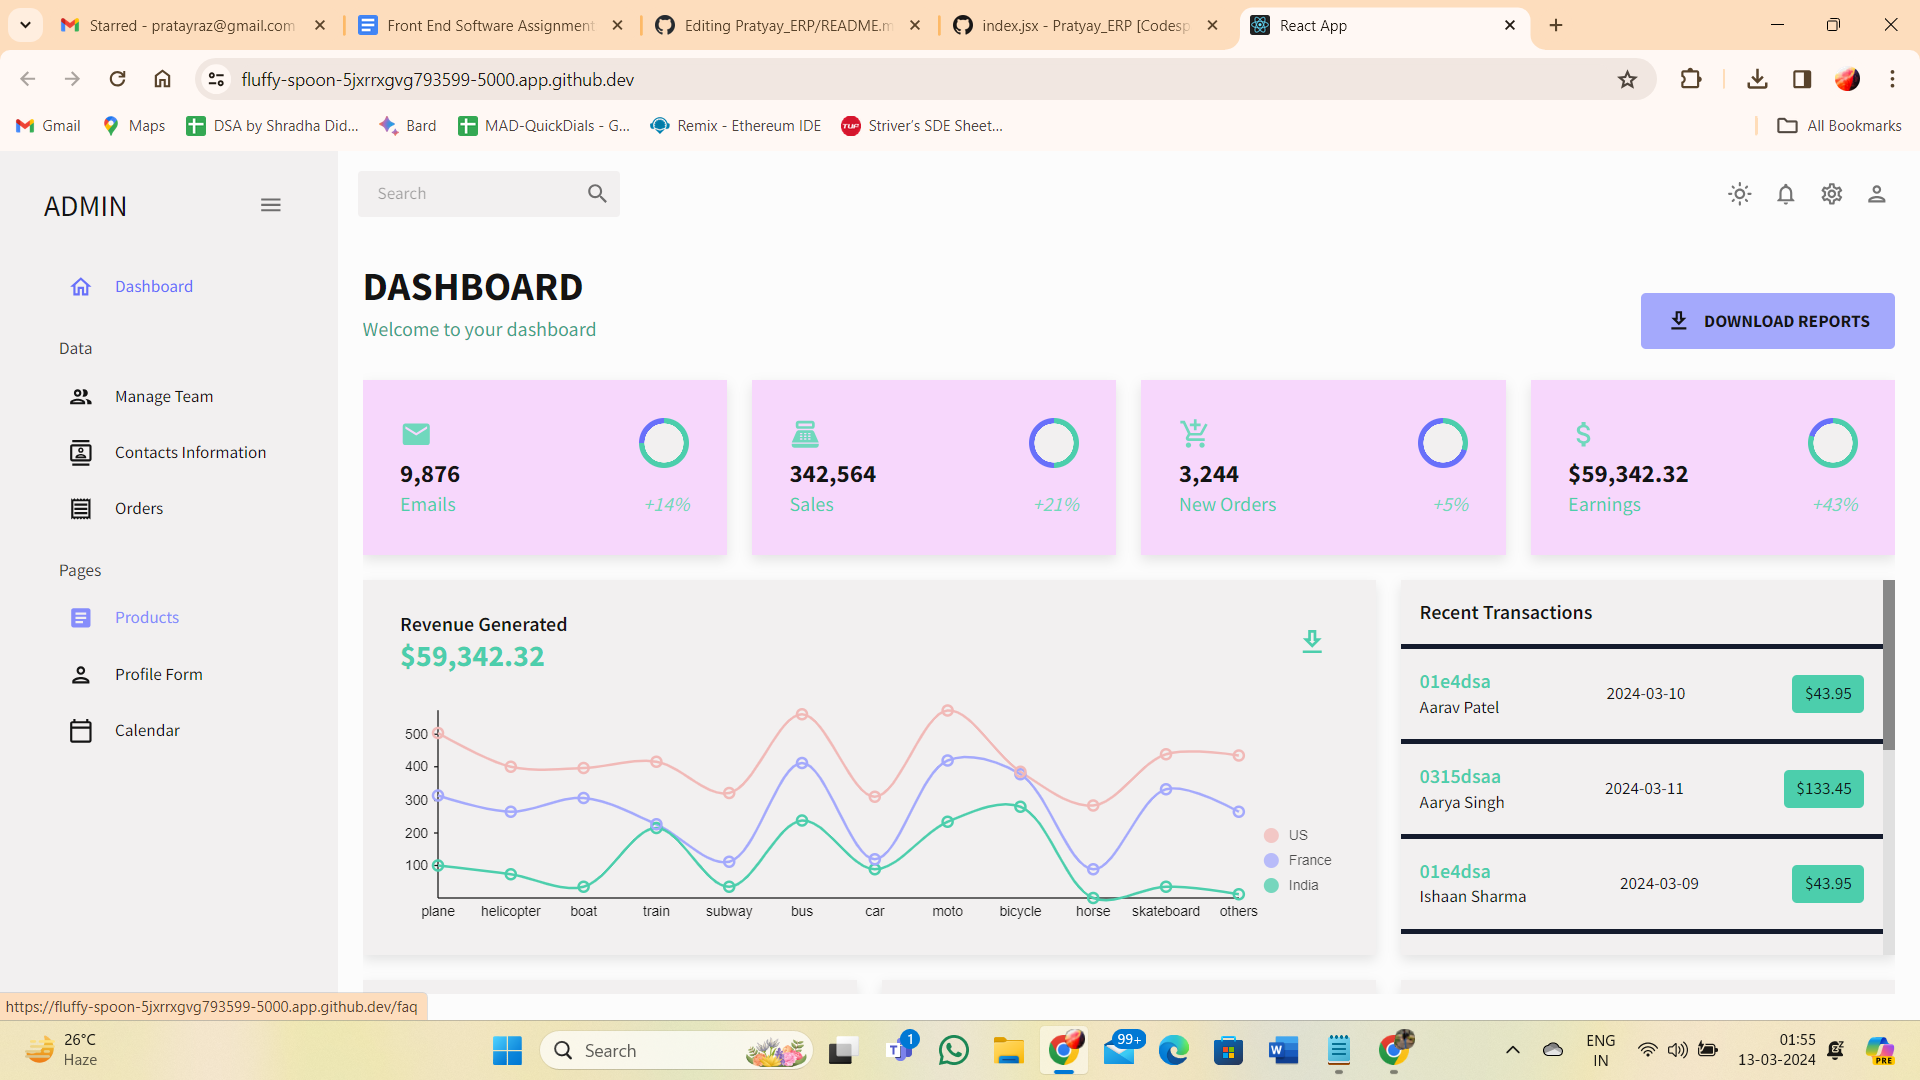 Starred - pratayraz@gmail.com
Front End Software Assignment
Editing Pratyay_ERP/README.m
index.jsx - Pratyay_ERP [Codesp
React App
fluffy-spoon-5jxrrxgvg793599-5000.app.github.dev
Gmail
Maps
DSA by Shradha Did...
Bard
MAD-QuickDials - G...
Remix - Ethereum IDE
TUF
Striver's SDE Sheet...
All Bookmarks
ADMIN
Dashboard
Data
Manage Team
Contacts Information
Orders
Pages
Products
Profile Form
Calendar
Search
DASHBOARD
Welcome to your dashboard
DOWNLOAD REPORTS
9,876
Emails
+14%
342,564
Sales
+21%
3,244
New Orders
+5%
$59,342.32
Earnings
+43%
Revenue Generated
$59,342.32
500
400
300
200
100
plane helicopter boat train subway bus car moto bicycle horse skateboard others
US
France
India
Recent Transactions
01e4dsa
Aarav Patel
2024-03-10
$43.95
0315dsaa
Aarya Singh
2024-03-11
$133.45
01e4dsa
Ishaan Sharma
2024-03-09
$43.95
https://fluffy-spoon-5jxrrxgvg793599-5000.app.github.dev/faq
26°C
Haze
Search
1
99+
ENG
IN
01:55
13-03-2024
PRE